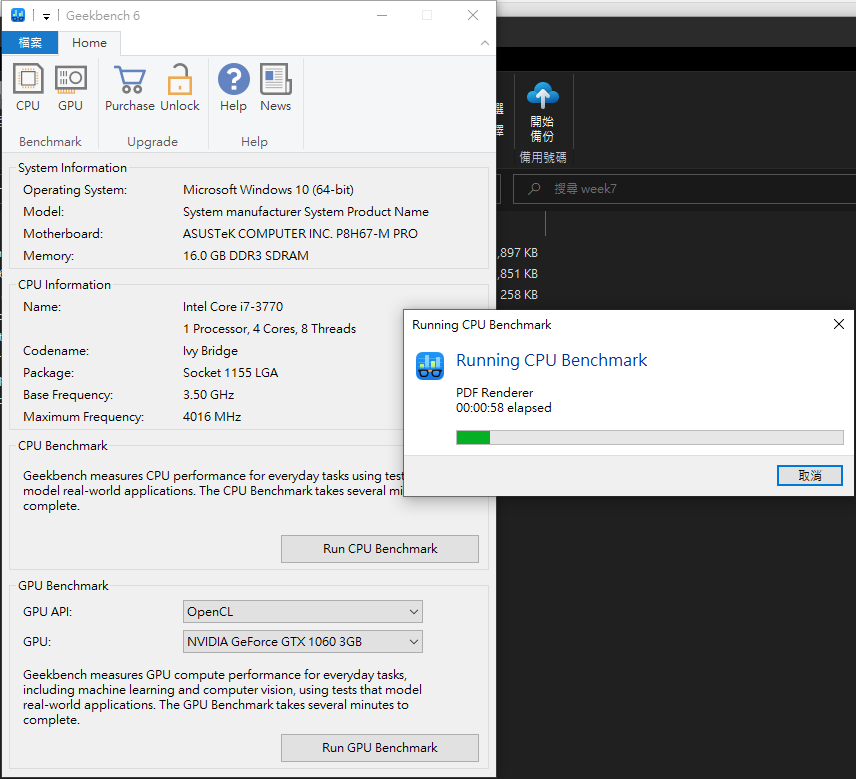 Geekbench 6
檔案
Home
CPU
GPU
Purchase
Unlock
Help
News
Benchmark
Upgrade
Help
選
擇
開始
備份
備用號碼
搜尋 week7
System Information
Operating System: Microsoft Windows 10 (64-bit)
Model: System manufacturer System Product Name
Motherboard: ASUSTeK COMPUTER INC. P8H67-M PRO
Memory: 16.0 GB DDR3 SDRAM
,897 KB
,851 KB
258 KB
CPU Information
Name: Intel Core i7-3770
1 Processor, 4 Cores, 8 Threads
Codename: Ivy Bridge
Package: Socket 1155 LGA
Base Frequency: 3.50 GHz
Maximum Frequency: 4016 MHz
Running CPU Benchmark
Running CPU Benchmark
PDF Renderer
00:00:58 elapsed
取消
CPU Benchmark
Geekbench measures CPU performance for everyday tasks using test
model real-world applications. The CPU Benchmark takes several mi
complete.
Run CPU Benchmark
GPU Benchmark
GPU API: OpenCL
GPU: NVIDIA GeForce GTX 1060 3GB
Geekbench measures GPU compute performance for everyday tasks,
including machine learning and computer vision, using tests that model
real-world applications. The GPU Benchmark takes several minutes to
complete.
Run GPU Benchmark